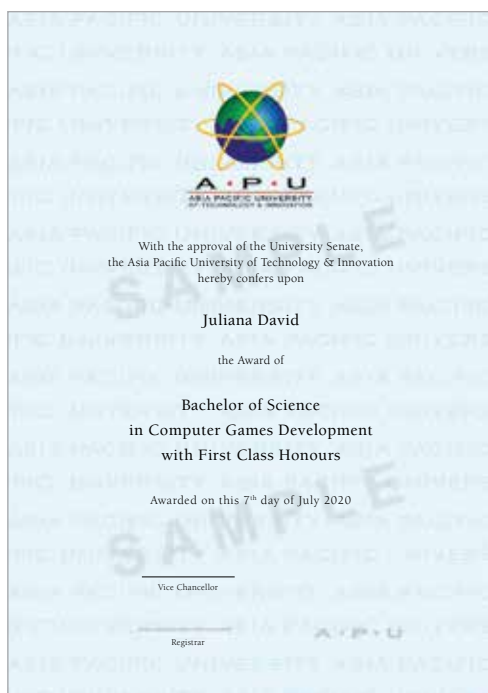 A · P · U
ASIA PACIFIC UNIVERSITY
OF TECHNOLOGY & INNOVATION
With the approval of the University Senate,
the Asia Pacific University of Technology & Innovation
hereby confers upon
SAMPLE
Juliana David
the Award of
Bachelor of Science
in Computer Games Development
with First Class Honours
Awarded on this 7th day of July 2020
SAMPLE
Vice Chancellor
Registrar
A · P · U